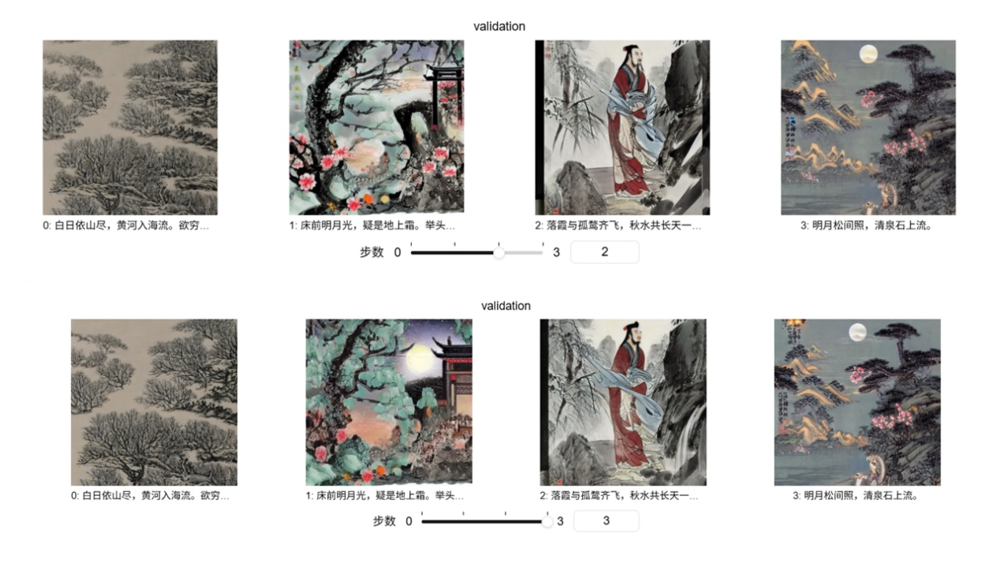 validation
0: 白日依山尽，黄河入海流。欲穷...
1: 床前明月光，疑是地上霜。举头...
2: 落霞与孤鹜齐飞，秋水共长天一...
3: 明月松间照，清泉石上流。
步数 0 3 2
validation
0: 白日依山尽，黄河入海流。欲穷...
1: 床前明月光，疑是地上霜。举头...
2: 落霞与孤鹜齐飞，秋水共长天一...
3: 明月松间照，清泉石上流。
步数 0 3 3